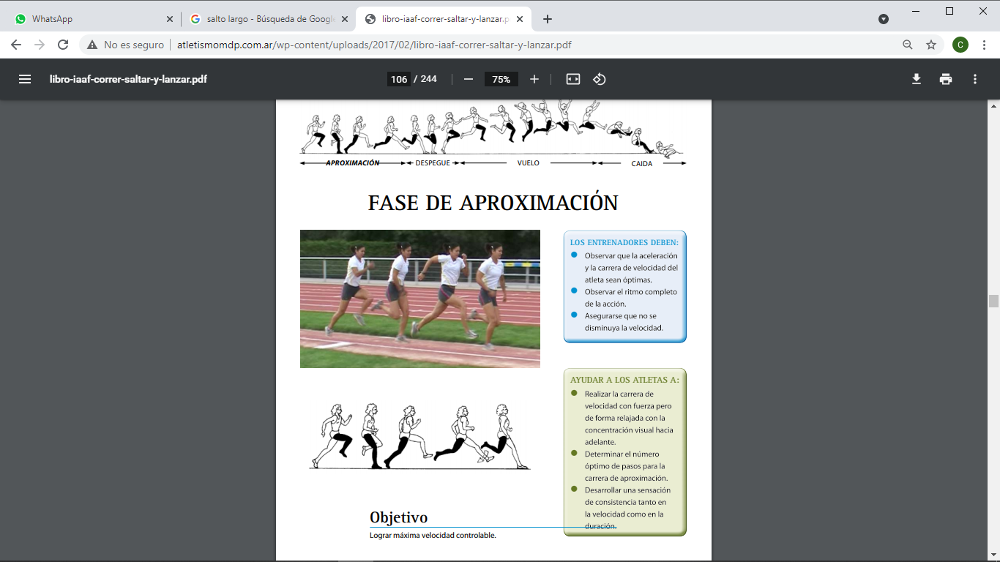 WhatsApp
salto largo - Búsqueda de Google
libro-iaaf-correr-saltar-y-lanzar.p
No es seguro
atletismomdp.com.ar/wp-content/uploads/2017/02/libro-iaaf-correr-saltar-y-lanzar.pdf
C
libro-iaaf-correr-saltar-y-lanzar.pdf
106 / 244
75%
APROXIMACIÓN
DESPEGUE
VUELO
CAIDA
FASE DE APROXIMACIÓN
LOS ENTRENADORES DEBEN:
Observar que la aceleración
y la carrera de velocidad del
atleta sean óptimas.
Observar el ritmo completo
de la acción.
Asegurarse que no se
disminuya la velocidad.
AYUDAR A LOS ATLETAS A:
Realizar la carrera de
velocidad con fuerza pero
de forma relajada con la
concentración visual hacia
adelante.
Determinar el número
óptimo de pasos para la
carrera de aproximación.
Desarrollar una sensación
de consistencia tanto en
la velocidad como en la
duración.
Objetivo
Lograr máxima velocidad controlable.